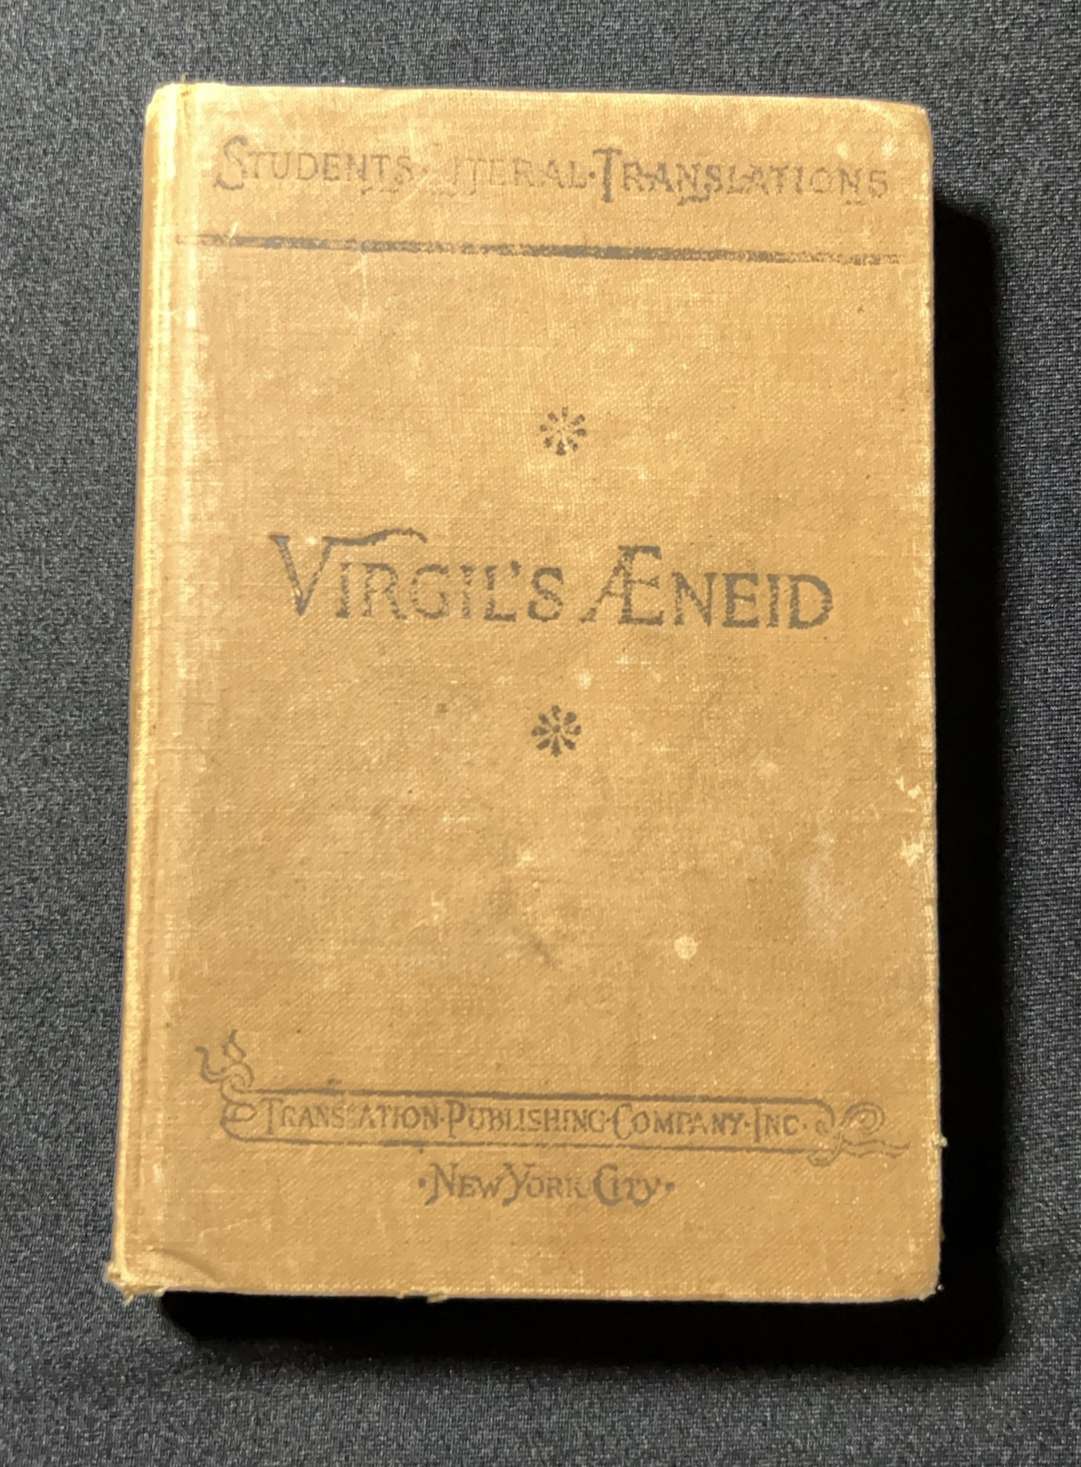 STUDENTS·LITERAL·TRANSLATIONS
VIRGIL'S ÆNEID
TRANSLATION·PUBLISHING·COMPANY·INC·
·NEW YORK CITY·